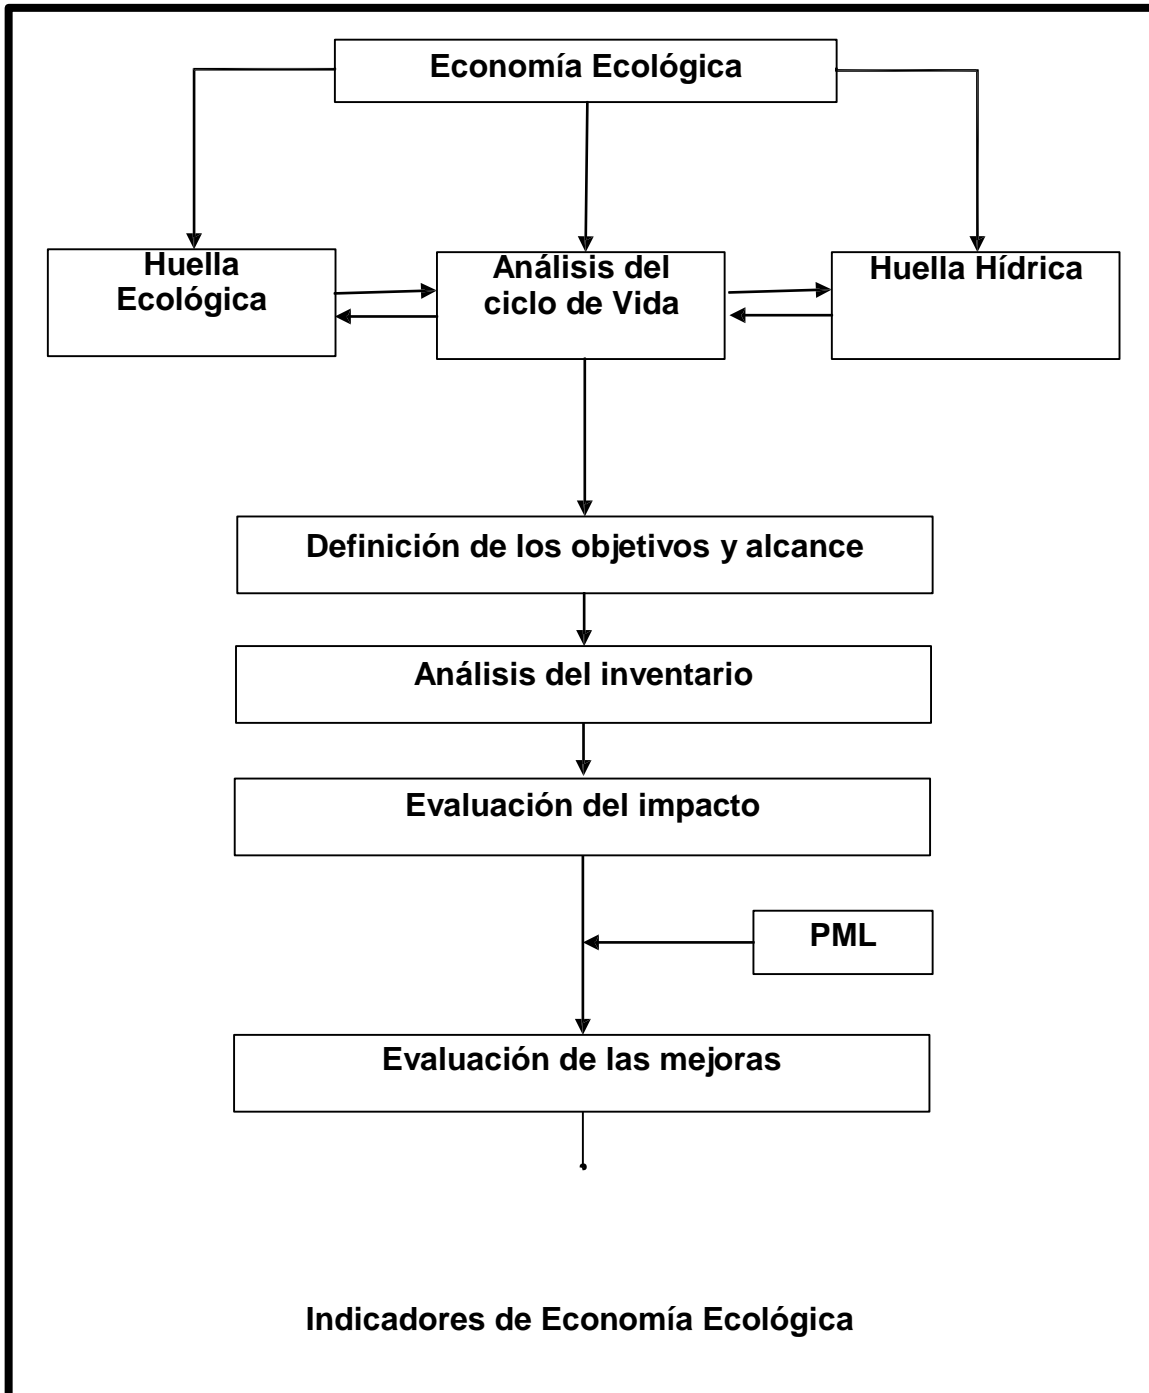 Economía Ecológica
Huella
Ecológica
Análisis del
ciclo de Vida
Huella Hídrica
Definición de los objetivos y alcance
Análisis del inventario
Evaluación del impacto
PML
Evaluación de las mejoras
Indicadores de Economía Ecológica